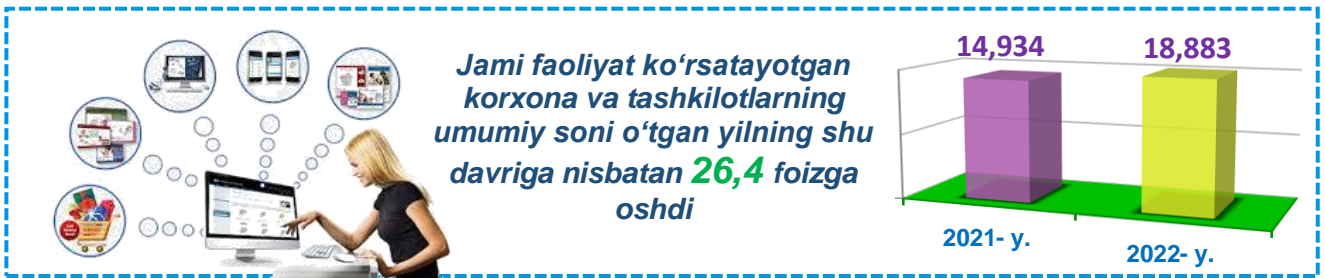 Jami faoliyat ko‘rsatayotgan
korxona va tashkilotlarning
umumiy soni o‘tgan yilning shu
davriga nisbatan 26,4 foizga
oshdi
14,934
18,883
2021- y.
2022- y.